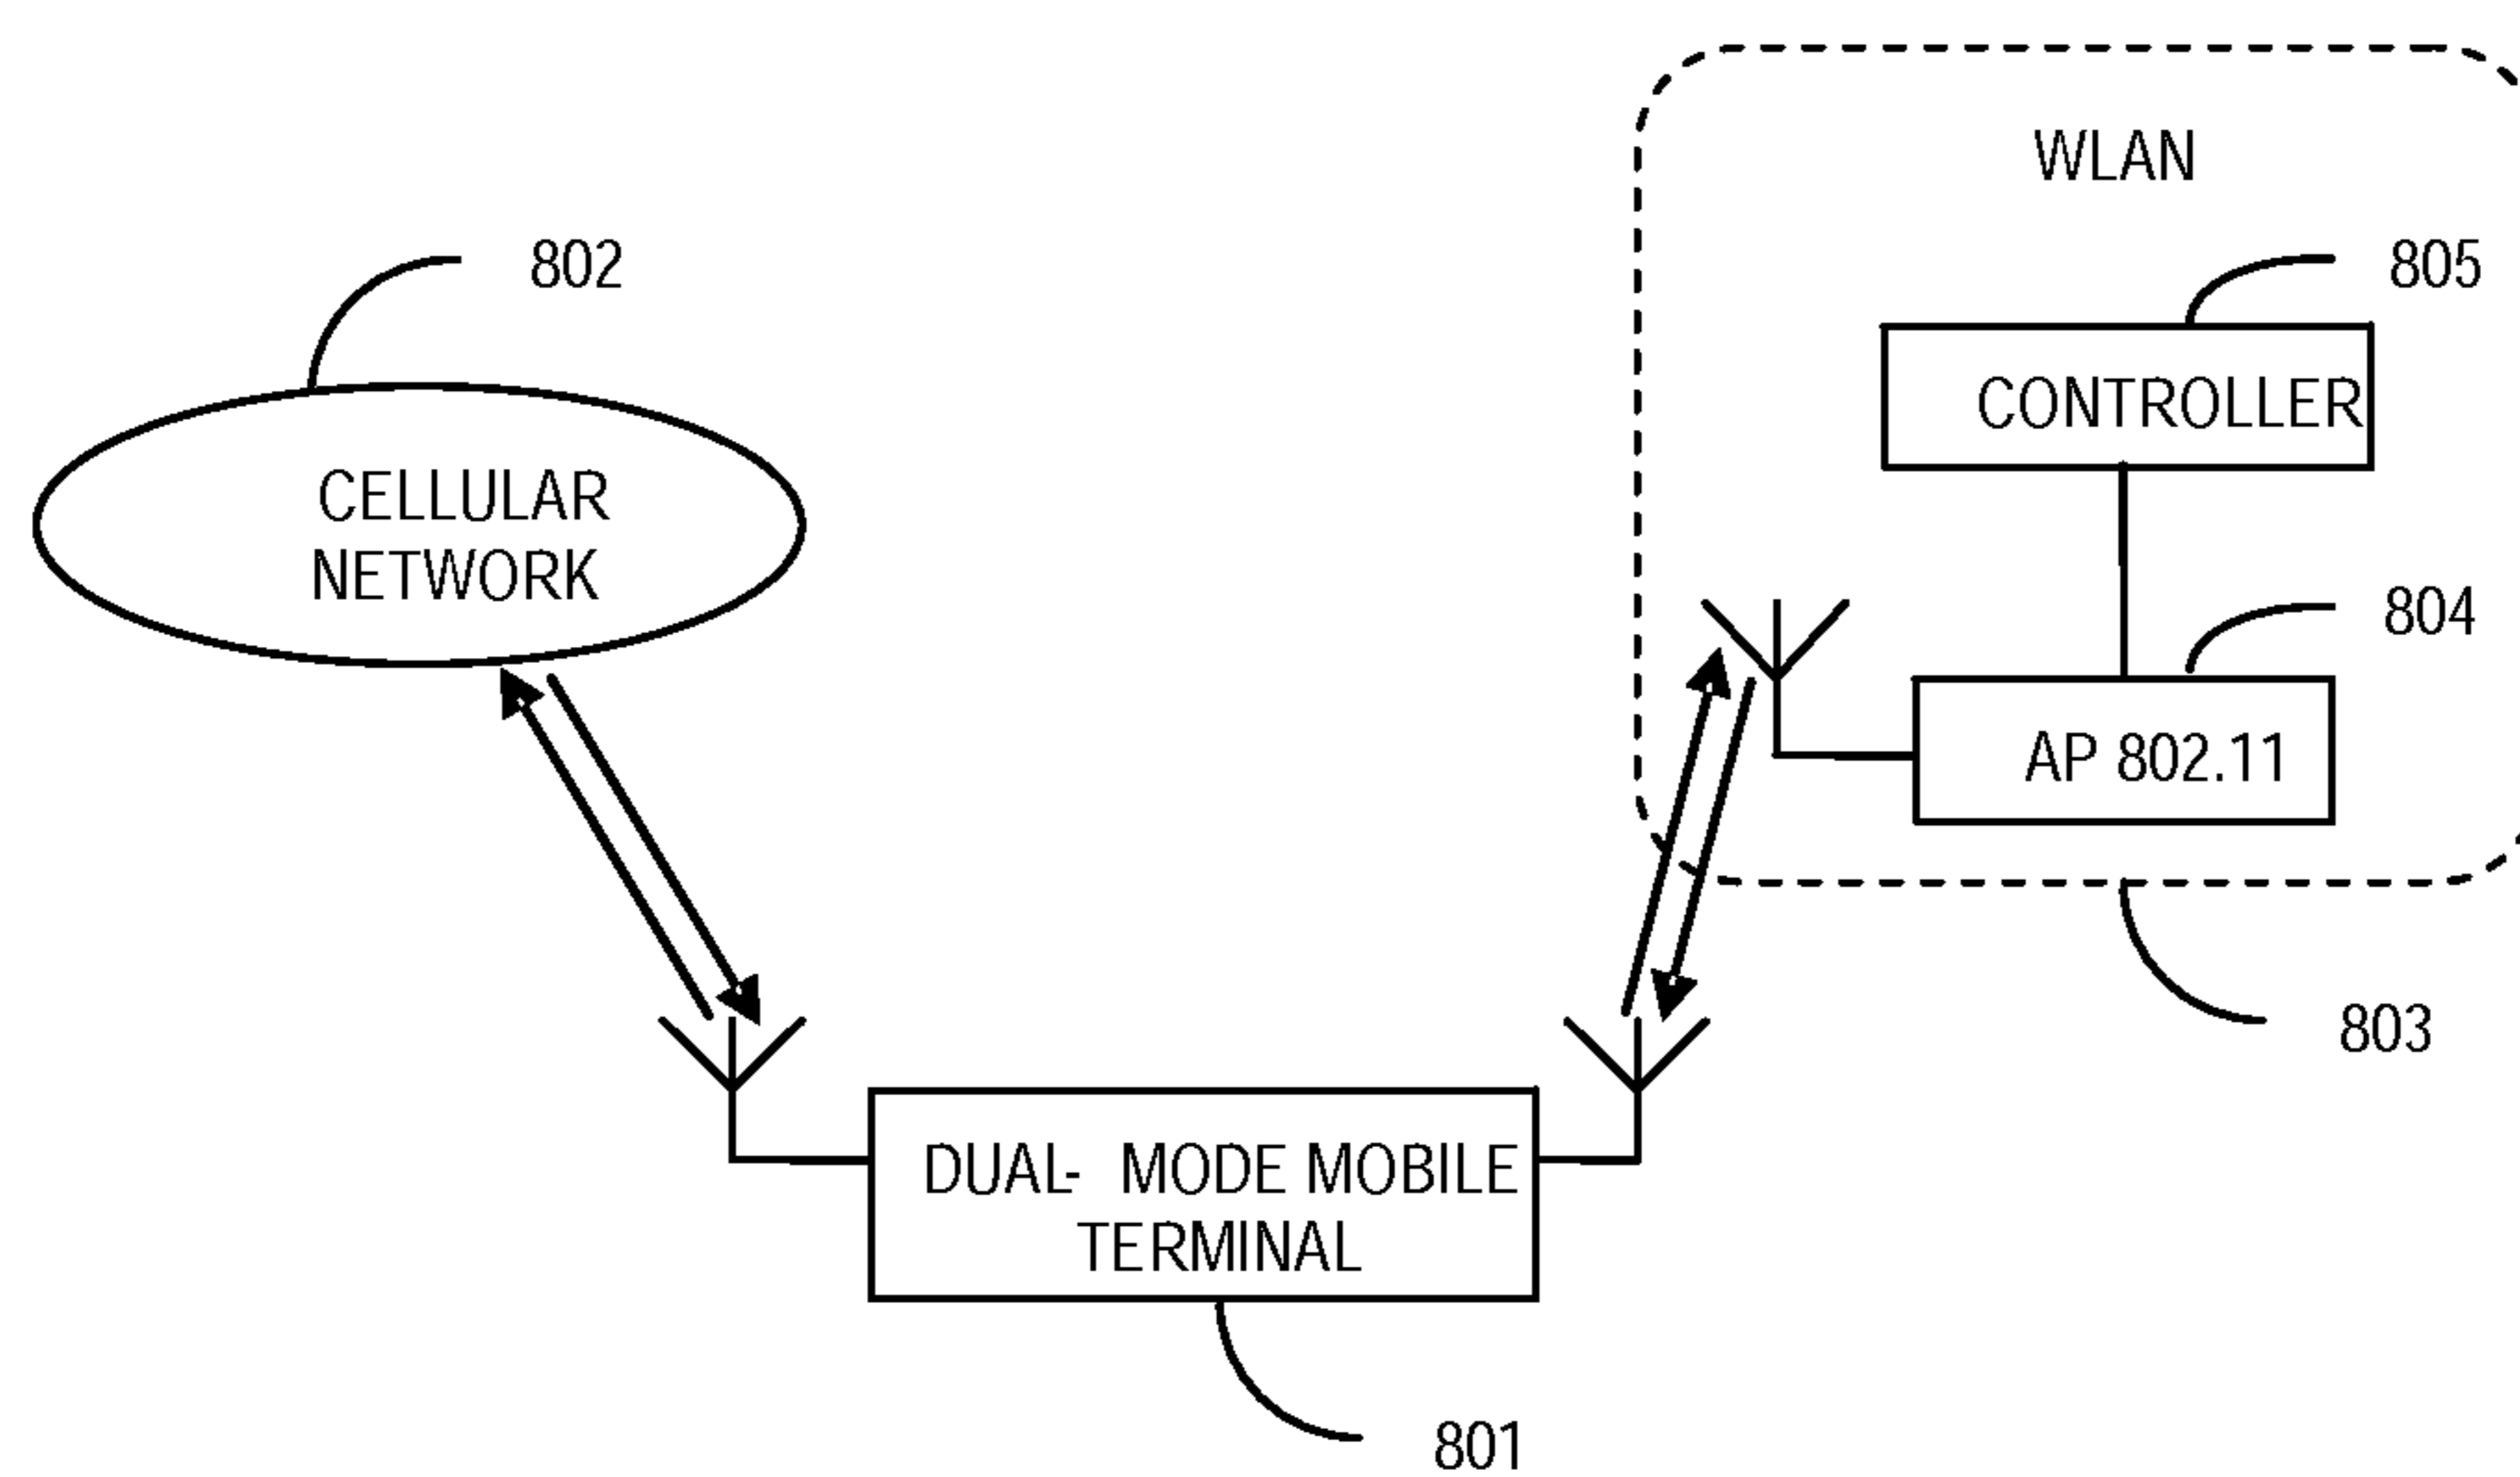 WLAN
802
805
CONTROLLER
CELLULAR
NETWORK
804
AP 802.11
803
DUAL- MODE MOBILE
TERMINAL
801